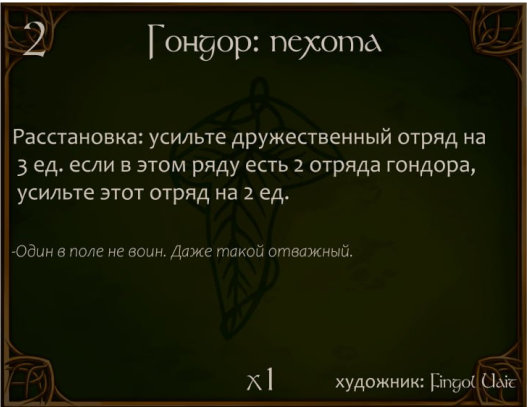 2
Гондор: пехота
Расстановка: усильте дружественный отряд на
3 ед. если в этом ряду есть 2 отряда гондора,
усильте этот отряд на 2 ед.
-Один в поле не воин. Даже такой отважный.
x1
художник: Fingol Uait